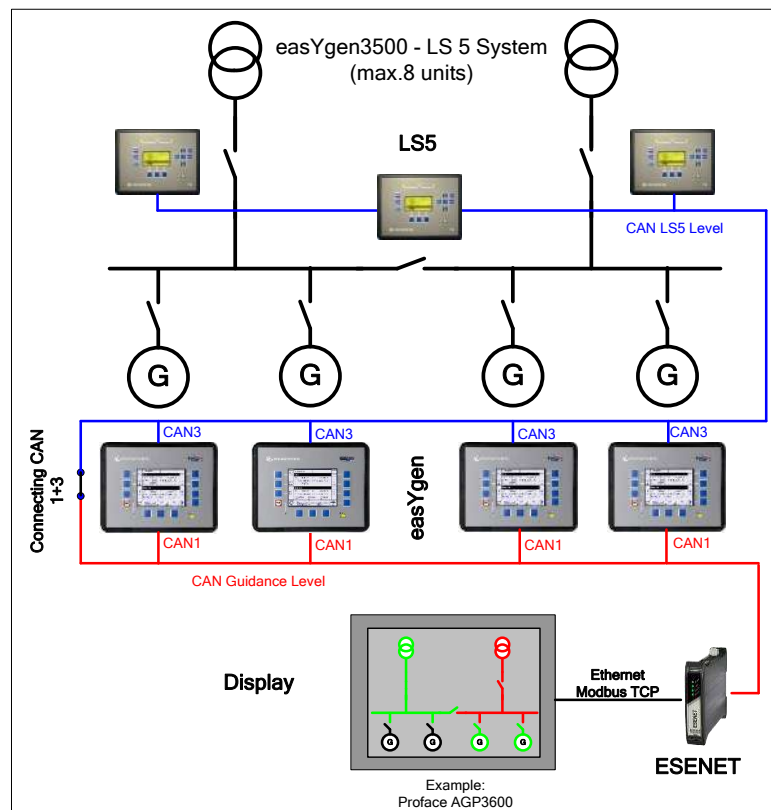 easYgen3500 - LS 5 System
(max.8 units)
LS5
CAN LS5 Level
G
G
G
G
CAN3
CAN3
CAN3
CAN3
Connecting CAN
1+3
easYgen
CAN1
CAN1
CAN1
CAN1
CAN Guidance Level
Display
G
G
G
G
Ethernet
Modbus TCP
ESENET
ESENET
Example:
Proface AGP3600